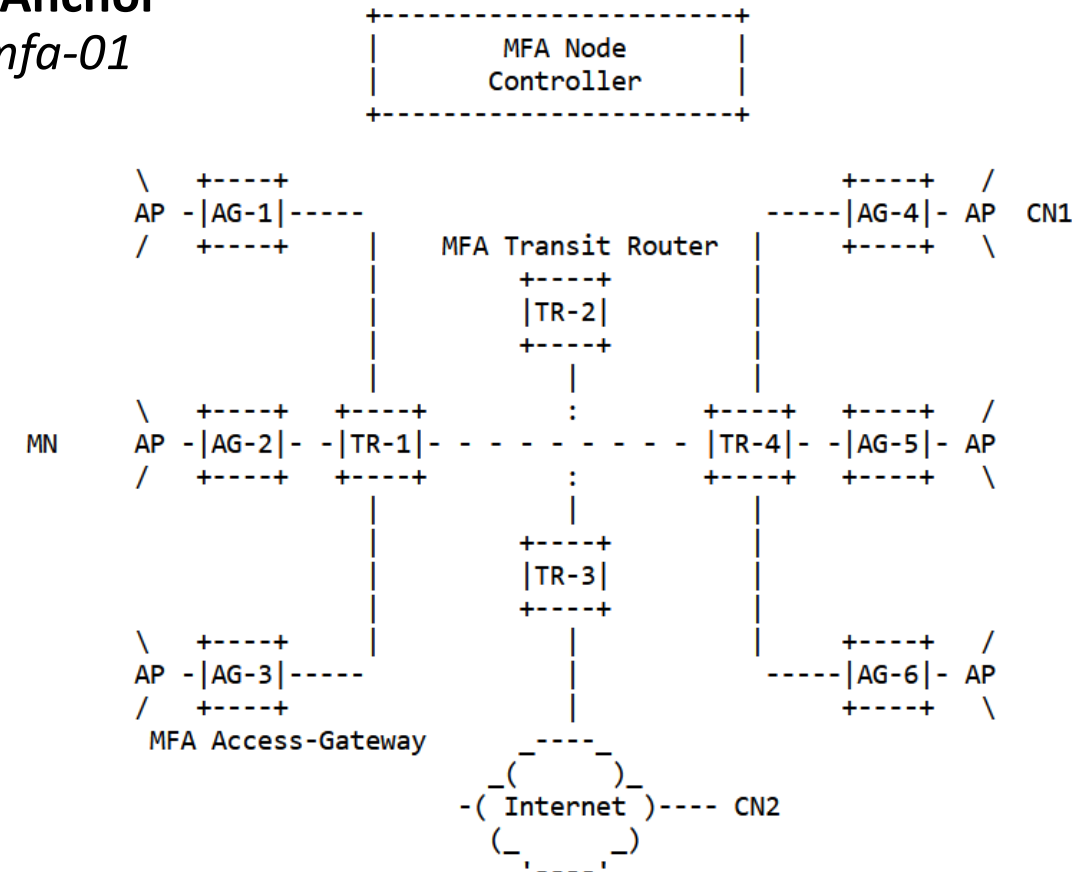 Anchor
mfa-01
+-----------------------+
|        MFA Node       |
|       Controller      |
+-----------------------+
\   +----+                                    +----+   /
AP -|AG-1|-----                          -----|AG-4|- AP  CN1
/   +----+     |    MFA Transit Router  |     +----+   \
|         +----+         |
|         |TR-2|         |
|         +----+         |
|            |           |
\   +----+  +----+         :        +----+  +----+   /
MN     AP -|AG-2|- -|TR-1|- - - - - - - - - |TR-4|- -|AG-5|- AP
/   +----+  +----+         :        +----+  +----+   \
|            |           |
|         +----+         |
|         |TR-3|         |
|         +----+         |
\   +----+     |            |           |     +----+   /
AP -|AG-3|-----             |            -----|AG-6|- AP
/   +----+                  |                 +----+   \
MFA Access-Gateway      _----_
_(      )_
-( Internet )---- CN2
(_      _)
'----'